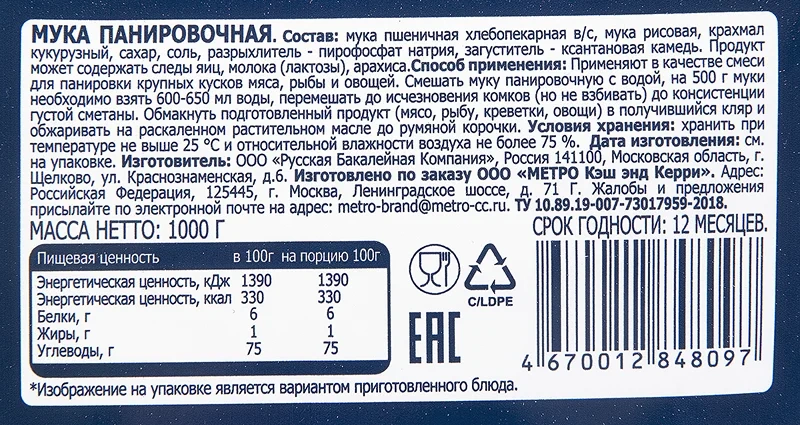 МУКА ПАНИРОВОЧНАЯ. Состав: мука пшеничная хлебопекарная в/с, мука рисовая, крахмал
кукурузный, сахар, соль, разрыхлитель - пирофосфат натрия, загуститель - ксантановая камедь. Продукт
может содержать следы яиц, молока (лактозы), арахиса.Способ применения: Применяют в качестве смеси
для панировки крупных кусков мяса, рыбы и овощей. Смешать муку панировочную с водой, на 500 г муки
необходимо взять 600-650 мл воды, перемешать до исчезновения комков (но не взбивать) до консистенции
густой сметаны. Обмакнуть подготовленный продукт (мясо, рыбу, креветки, овощи) в получившийся кляр и
обжаривать на раскаленном растительном масле до румяной корочки. Условия хранения: хранить при
температуре не выше 25 °С и относительной влажности воздуха не более 75 %. Дата изготовления: см.
на упаковке. Изготовитель: ООО «Русская Бакалейная Компания», Россия 141100, Московская область, г.
Щелково, ул. Краснознаменская, д.6. Изготовлено по заказу ООО «МЕТРО Кэш энд Керри». Адрес:
Российская Федерация, 125445, г. Москва, Ленинградское шоссе, д. 71 Г. Жалобы и предложения
присылайте по электронной почте на адрес: metro-brand@metro-cc.ru. ТУ 10.89.19-007-73017959-2018.
МАССА НЕТТО: 1000 Г
СРОК ГОДНОСТИ: 12 МЕСЯЦЕВ.
Пищевая ценность в 100г на порцию 100г
Энергетическая ценность, кДж 1390 1390
Энергетическая ценность, ккал 330 330
Белки, г 6 6
Жиры, г 1 1
Углеводы, г 75 75
C/LDPE
EAC
4 670012 848097
*Изображение на упаковке является вариантом приготовленного блюда.